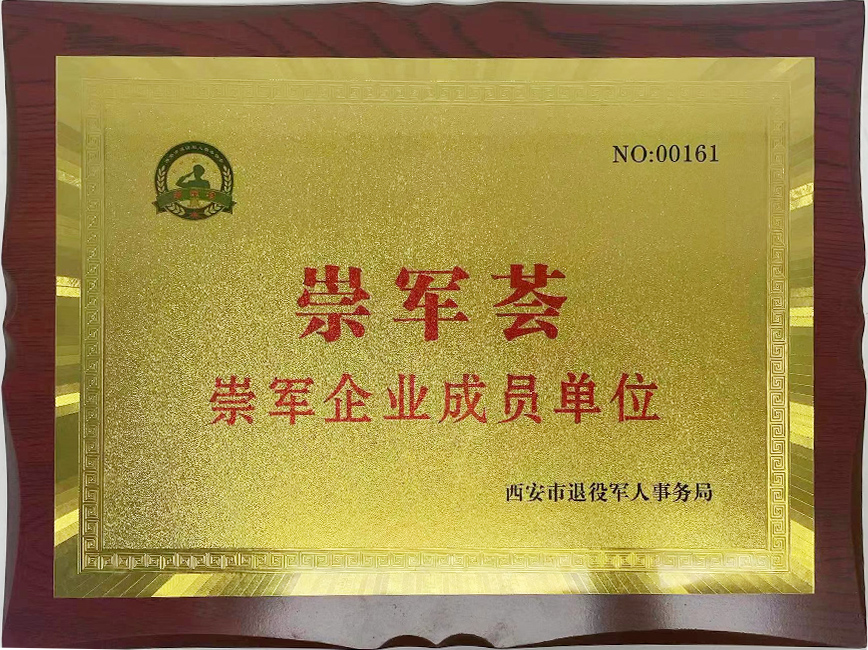 NO:00161
崇军荟
崇军企业成员单位
西安市退役军人事务局